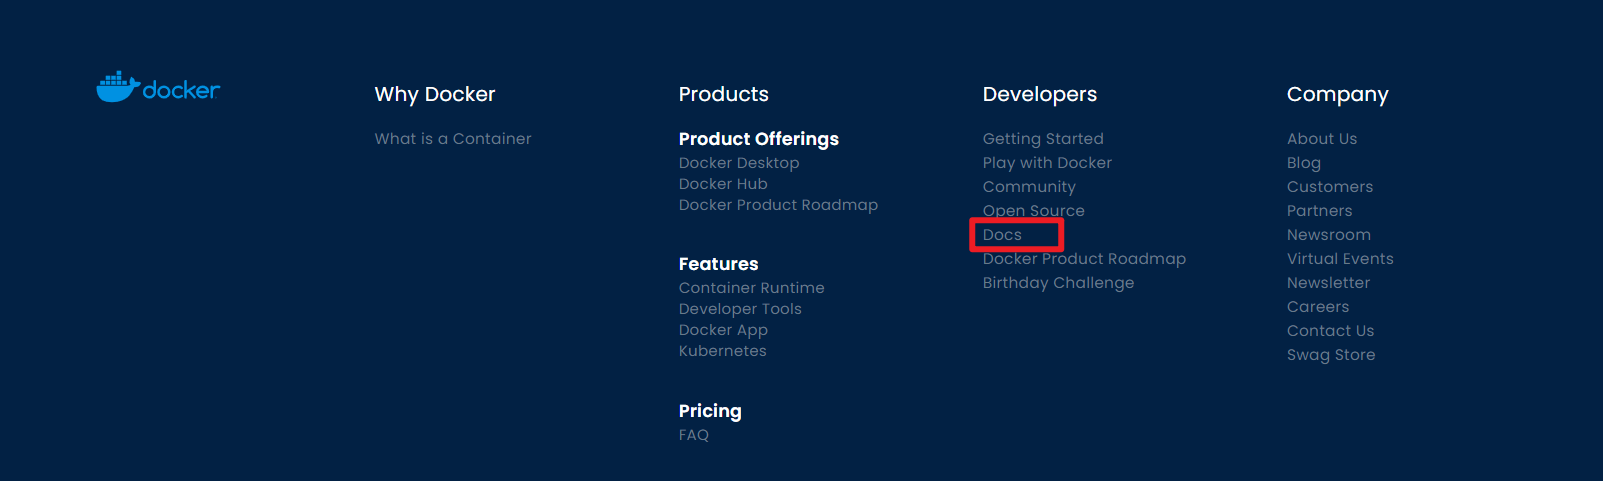 docker
Why Docker
What is a Container
Products
Product Offerings
Docker Desktop
Docker Hub
Docker Product Roadmap
Features
Container Runtime
Developer Tools
Docker App
Kubernetes
Pricing
FAQ
Developers
Getting Started
Play with Docker
Community
Open Source
Docs
Docker Product Roadmap
Birthday Challenge
Company
About Us
Blog
Customers
Partners
Newsroom
Virtual Events
Newsletter
Careers
Contact Us
Swag Store